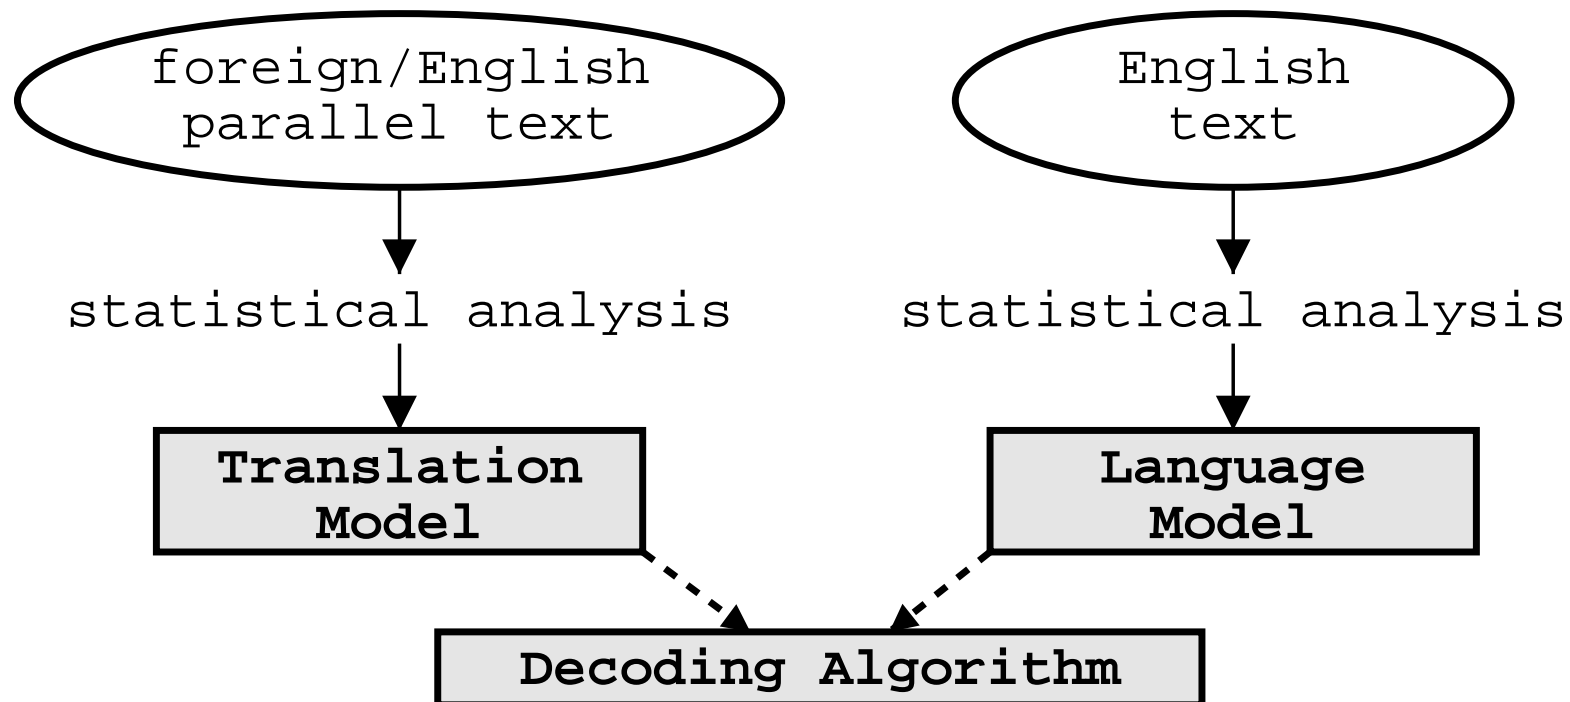 foreign/English
parallel text
English
text
statistical analysis
statistical analysis
Translation
Model
Language
Model
Decoding Algorithm